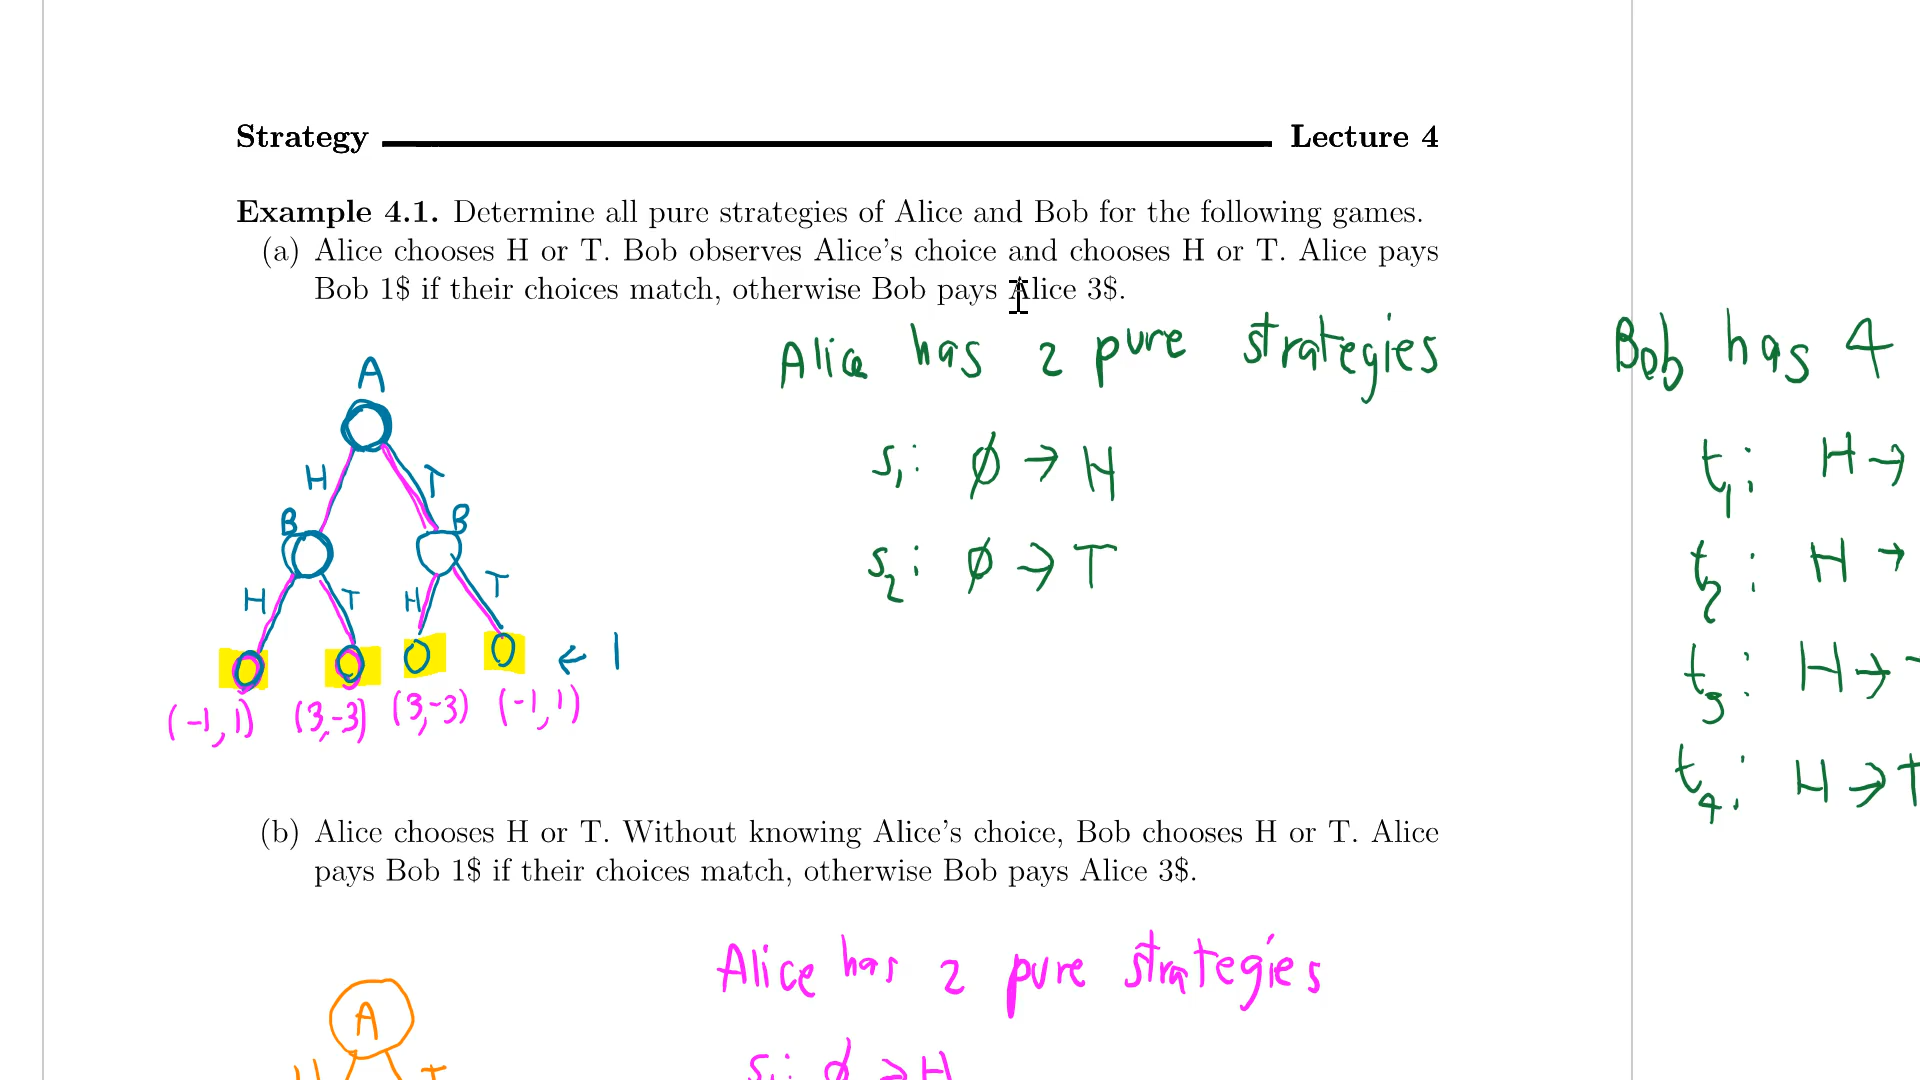 Strategy Lecture 4
Example 4.1. Determine all pure strategies of Alice and Bob for the following games.
(a) Alice chooses H or T. Bob observes Alice's choice and chooses H or T. Alice pays
Bob 1$ if their choices match, otherwise Bob pays Alice 3$.
Alice has 2 pure strategies
Bob has 4
A
H T
B B
H T H T
(-1, 1) (3,-3) (3,-3) (-1, 1)
← 1
s₁: ∅ → H
s₂: ∅ → T
t₁: H →
t₂: H →
t₃: H →
t₄: H → T
(b) Alice chooses H or T. Without knowing Alice's choice, Bob chooses H or T. Alice
pays Bob 1$ if their choices match, otherwise Bob pays Alice 3$.
Alice has 2 pure strategies
A
H T
s₁: ∅ → H